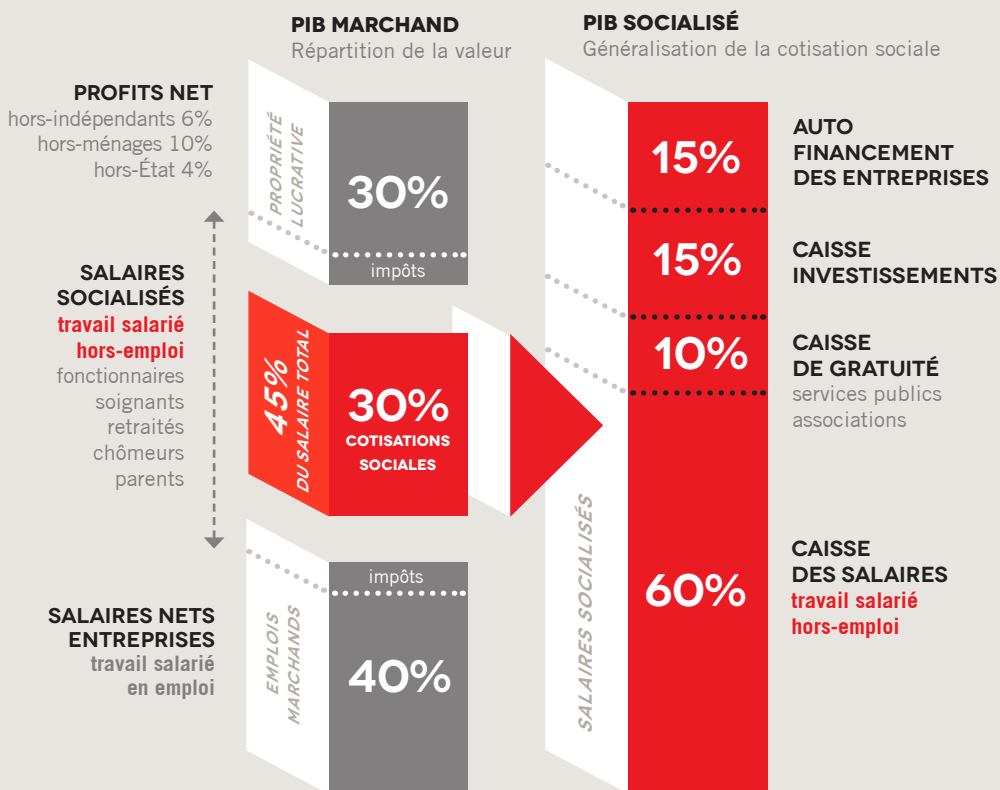 PIB MARCHAND
Répartition de la valeur
PROFITS NET
hors-indépendants 6%
hors-ménages 10%
hors-État 4%
PROPRIÉTÉ
LUCRATIVE
30%
impôts
SALAIRES
SOCIALISÉS
travail salarié
hors-emploi
fonctionnaires
soignants
retraités
chômeurs
parents
45%
DU SALAIRE TOTAL
30%
COTISATIONS
SOCIALES
SALAIRES NETS
ENTREPRISES
travail salarié
en emploi
EMPLOIS
MARCHANDS
impôts
40%
PIB SOCIALISÉ
Généralisation de la cotisation sociale
15%
AUTO
FINANCEMENT
DES ENTREPRISES
15%
CAISSE
INVESTISSEMENTS
10%
CAISSE
DE GRATUITÉ
services publics
associations
SALAIRES SOCIALISÉS
60%
CAISSE
DES SALAIRES
travail salarié
hors-emploi